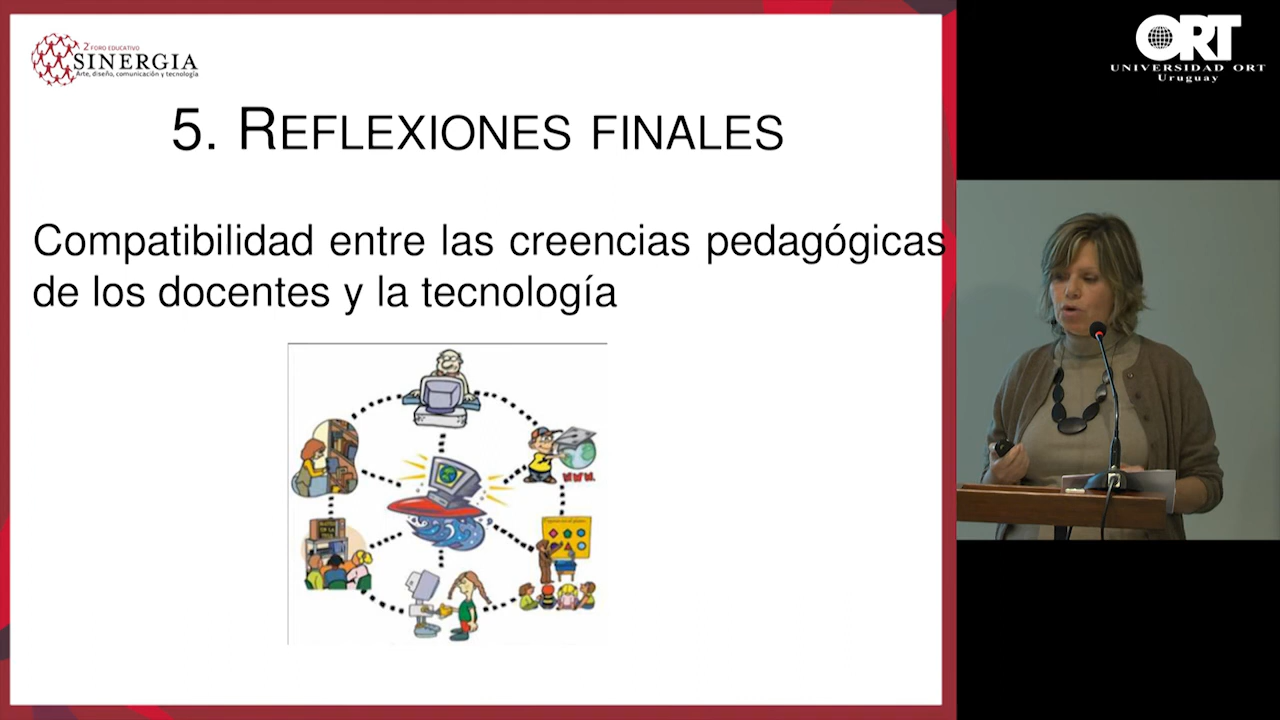 2 FORO EDUCATIVO
SINERGIA
Arte, diseño, comunicación y tecnología
5. REFLEXIONES FINALES
Compatibilidad entre las creencias pedagógicas
de los docentes y la tecnología
WWW.
ORT
UNIVERSIDAD ORT
Uruguay